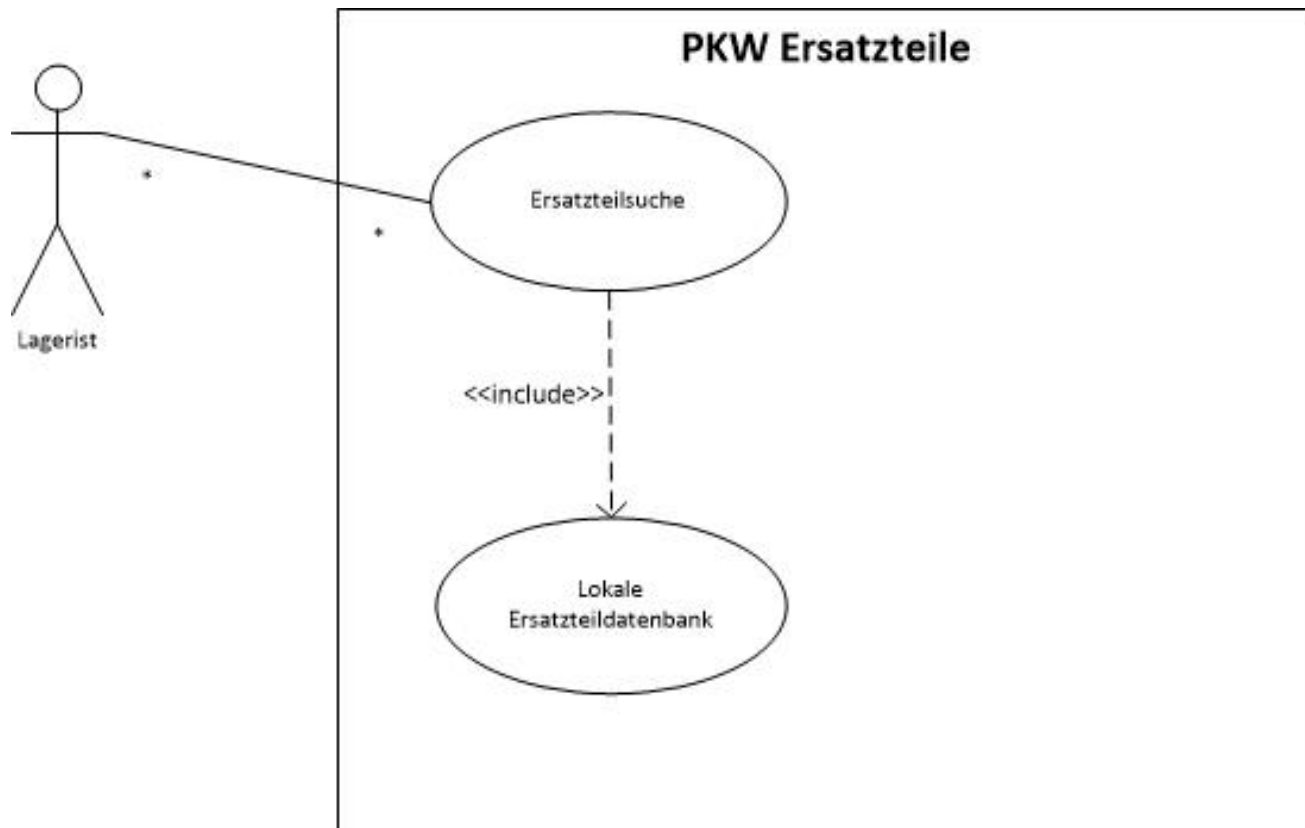 PKW Ersatzteile
Ersatzteilsuche
*
*
Lagerist
<<include>>
Lokale
Ersatzteildatenbank